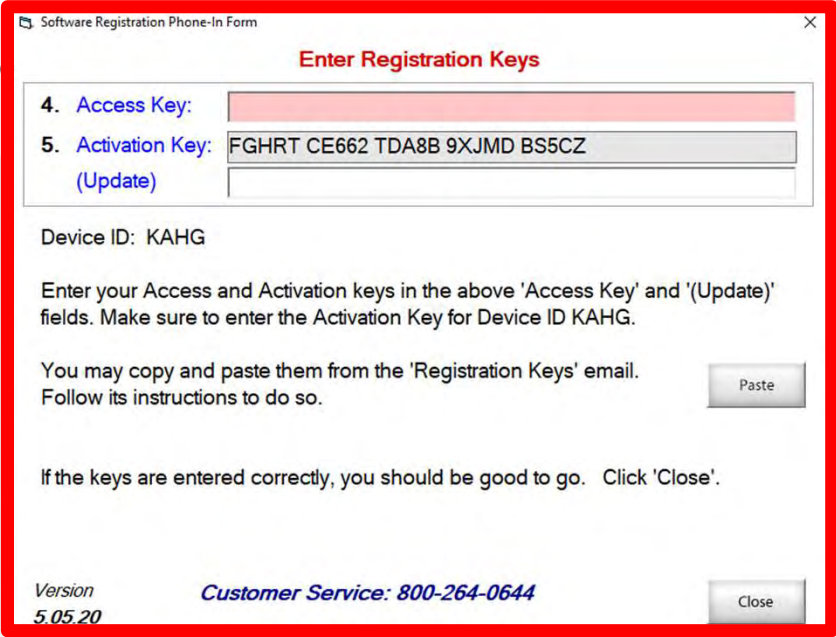 Software Registration Phone-In Form
Enter Registration Keys
4. Access Key:
5. Activation Key: FGHRT CE662 TDA8B 9XJMD BS5CZ
(Update)
Device ID: KAHG
Enter your Access and Activation keys in the above 'Access Key' and '(Update)'
fields. Make sure to enter the Activation Key for Device ID KAHG.
You may copy and paste them from the 'Registration Keys' email.
Follow its instructions to do so.
Paste
If the keys are entered correctly, you should be good to go. Click 'Close'.
Version
5.05.20
Customer Service: 800-264-0644
Close